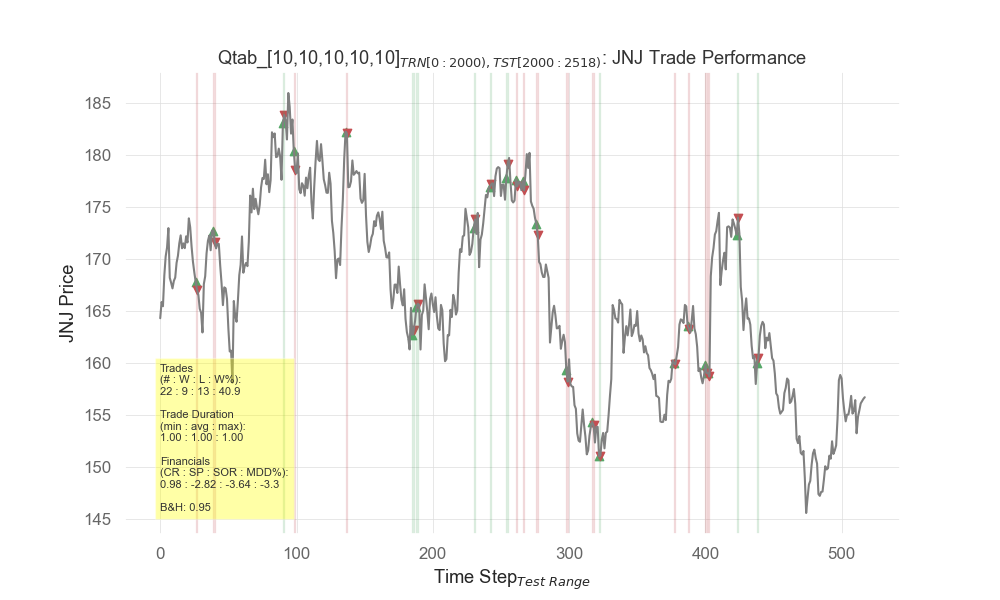 Qtab_[10,10,10,10,10]TRN[0 : 2000), TST[2000 : 2518): JNJ Trade Performance
JNJ Price
185
180
175
170
165
160
155
150
145
Trades
(# : W : L : W%):
22 : 9 : 13 : 40.9
Trade Duration
(min : avg : max):
1.00 : 1.00 : 1.00
Financials
(CR : SP : SOR : MDD%):
0.98 : -2.82 : -3.64 : -3.3
B&H: 0.95
0 100 200 300 400 500
Time StepTest Range